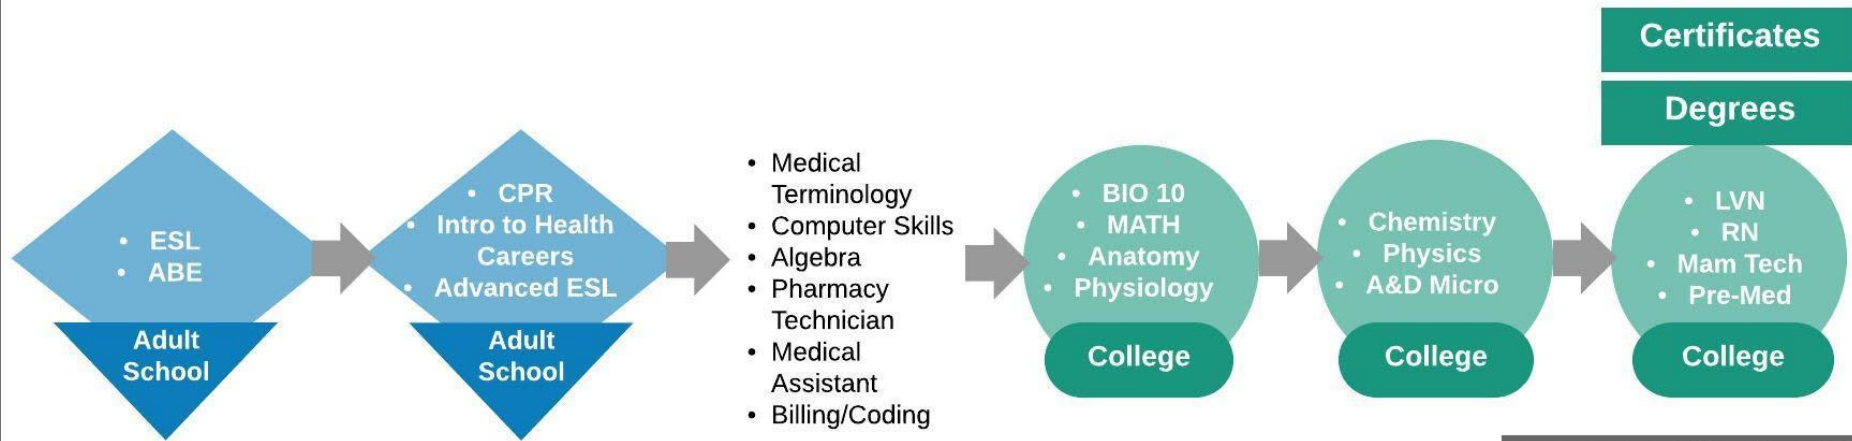 Certificates
Degrees
• ESL
• ABE
Adult
School
• CPR
• Intro to Health
Careers
• Advanced ESL
Adult
School
• Medical
Terminology
• Computer Skills
• Algebra
• Pharmacy
Technician
• Medical
Assistant
• Billing/Coding
• BIO 10
• MATH
• Anatomy
• Physiology
College
• Chemistry
• Physics
• A&D Micro
College
• LVN
• RN
• Mam Tech
• Pre-Med
College